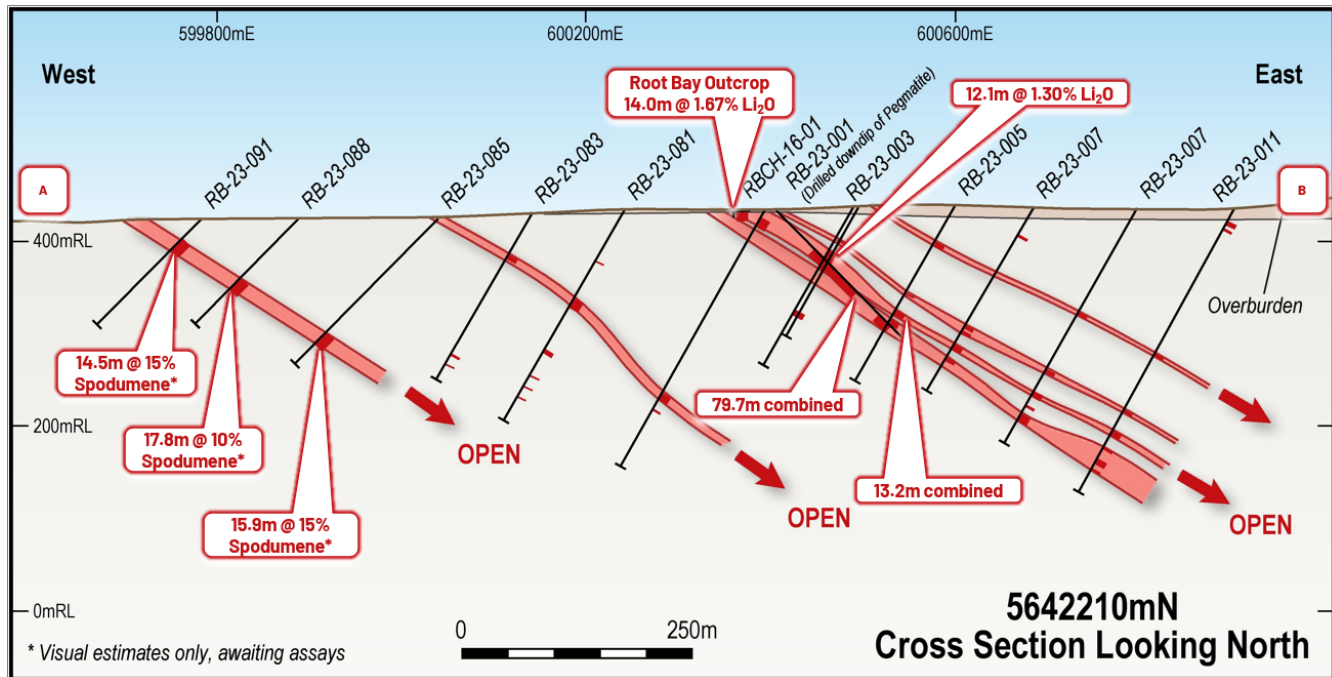 599800mE
600200mE
600600mE
West
East
Root Bay Outcrop
14.0m @ 1.67% Li₂O
12.1m @ 1.30% Li₂O
A
RB-23-091
RB-23-088
RB-23-085
RB-23-083
RB-23-081
RBCH-16-01
RB-23-001
(Drilled downdip of Pegmatite)
RB-23-003
RB-23-005
RB-23-007
RB-23-007
RB-23-011
B
400mRL
Overburden
14.5m @ 15%
Spodumene*
17.8m @ 10%
Spodumene*
15.9m @ 15%
Spodumene*
79.7m combined
13.2m combined
200mRL
OPEN
OPEN
OPEN
0mRL
0
250m
* Visual estimates only, awaiting assays
5642210mN
Cross Section Looking North